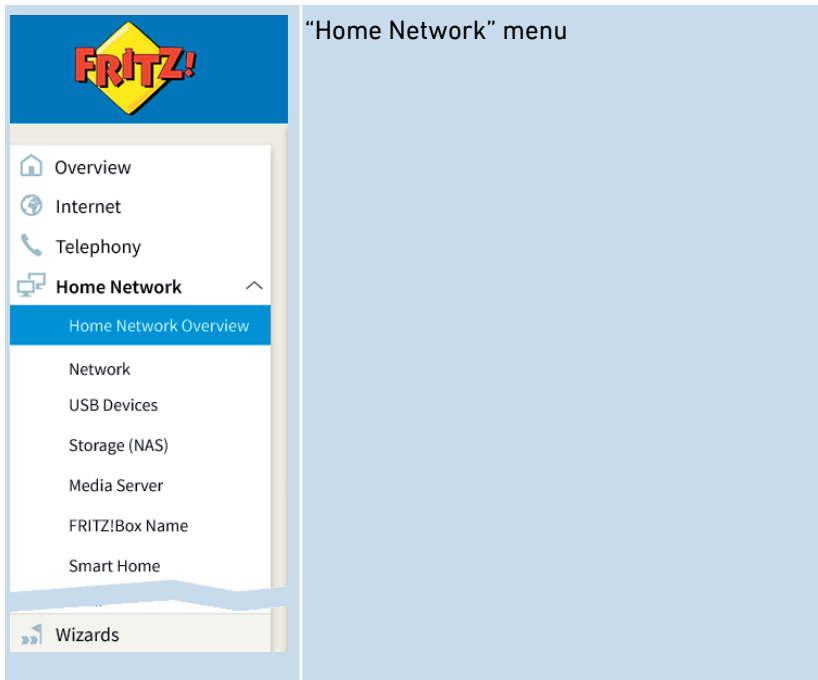 FRITZ!
“Home Network” menu
Overview
Internet
Telephony
Home Network
Home Network Overview
Network
USB Devices
Storage (NAS)
Media Server
FRITZ!Box Name
Smart Home
Wizards